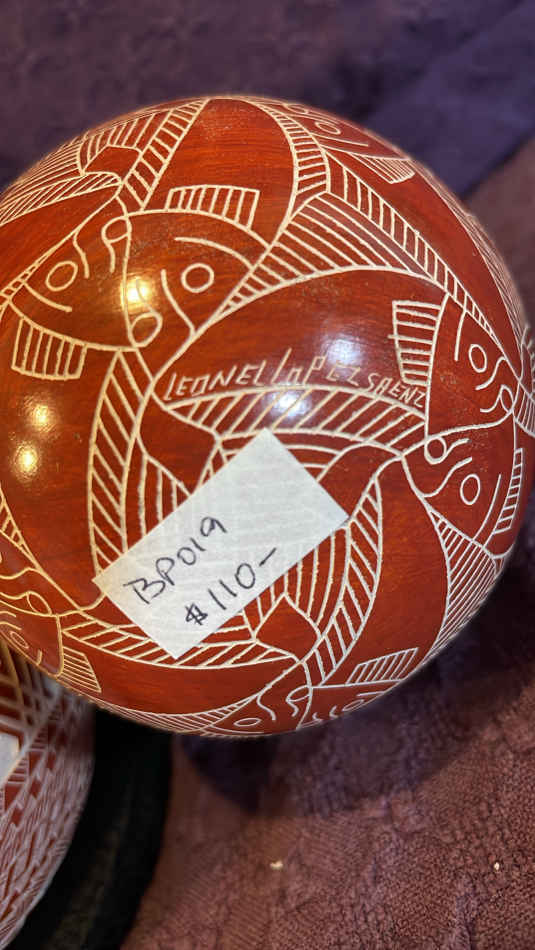 LEONEL LOPEZ SAENZ
BP019
$110-